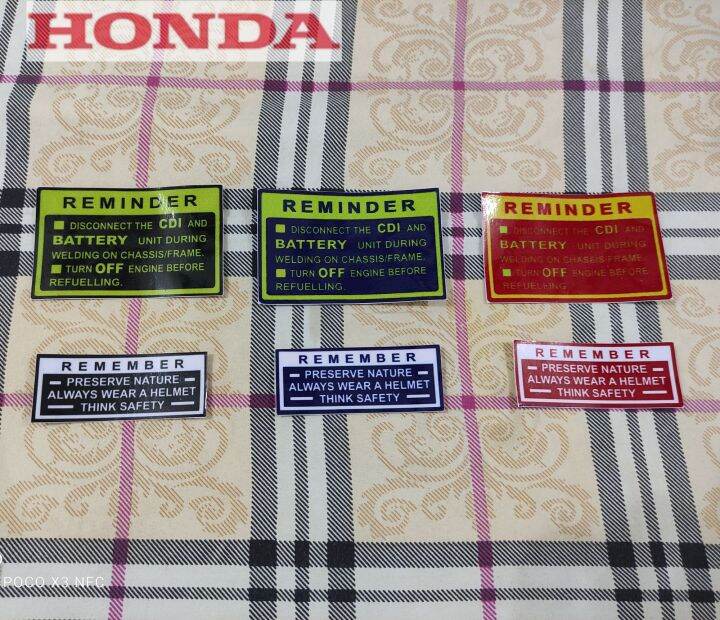 HONDA
REMINDER
■ DISCONNECT THE CDI AND
BATTERY UNIT DURING
WELDING ON CHASSIS/FRAME.
■ TURN OFF ENGINE BEFORE
REFUELLING.
REMINDER
■ DISCONNECT THE CDI AND
BATTERY UNIT DURING
WELDING ON CHASSIS/FRAME.
■ TURN OFF ENGINE BEFORE
REFUELLING.
REMINDER
■ DISCONNECT THE CDI AND
BATTERY UNIT DURING
WELDING ON CHASSIS/FRAME.
■ TURN OFF ENGINE BEFORE
REFUELLING.
REMEMBER
PRESERVE NATURE
ALWAYS WEAR A HELMET
THINK SAFETY
REMEMBER
PRESERVE NATURE
ALWAYS WEAR A HELMET
THINK SAFETY
REMEMBER
PRESERVE NATURE
ALWAYS WEAR A HELMET
THINK SAFETY
POCO X3 NFC